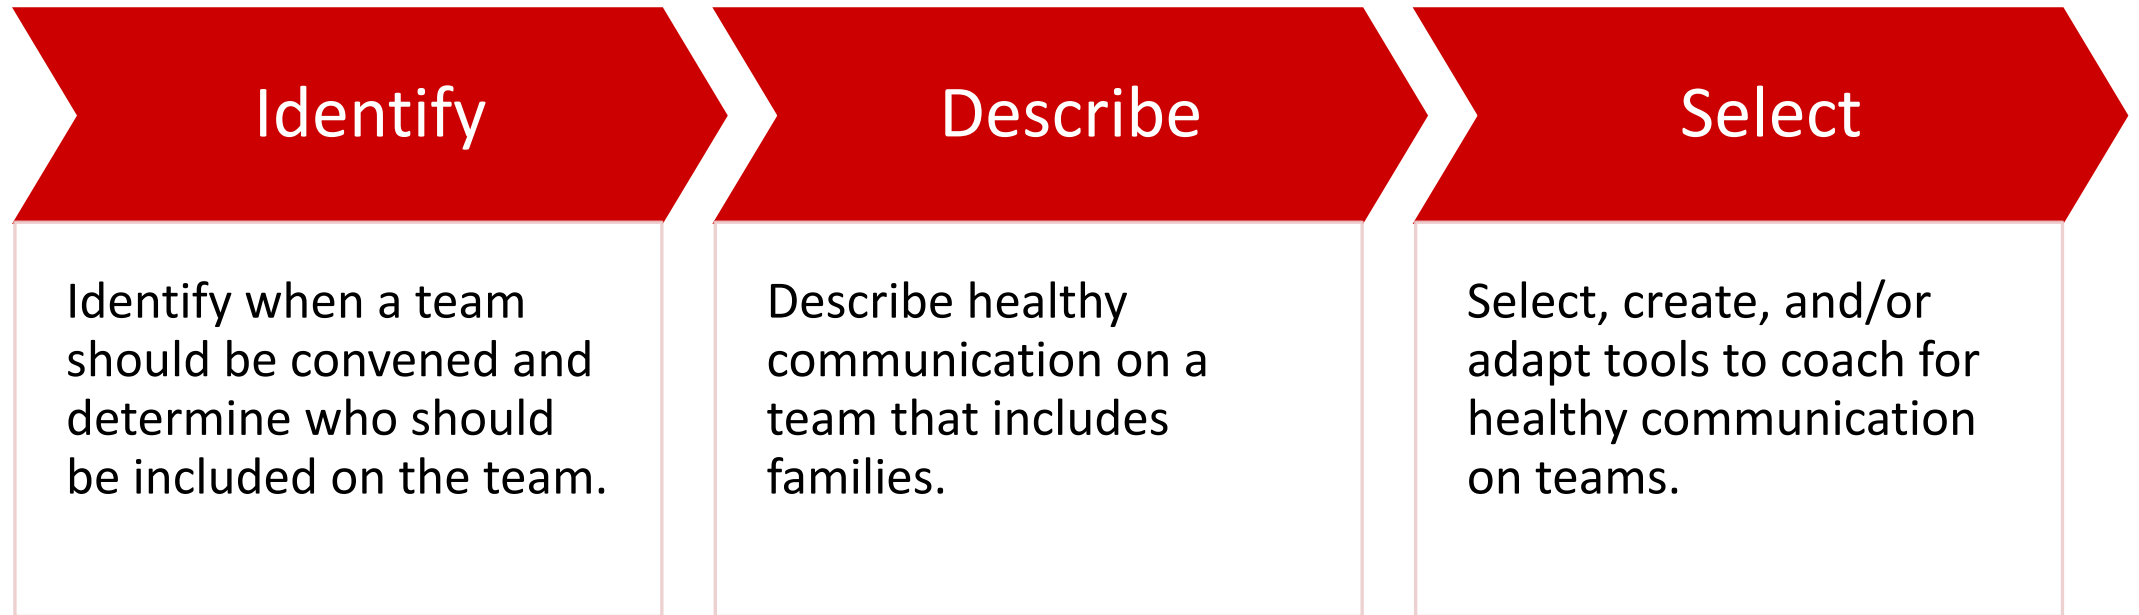 Identify
Identify when a team
should be convened and
determine who should
be included on the team.
Describe
Describe healthy
communication on a
team that includes
families.
Select
Select, create, and/or
adapt tools to coach for
healthy communication
on teams.